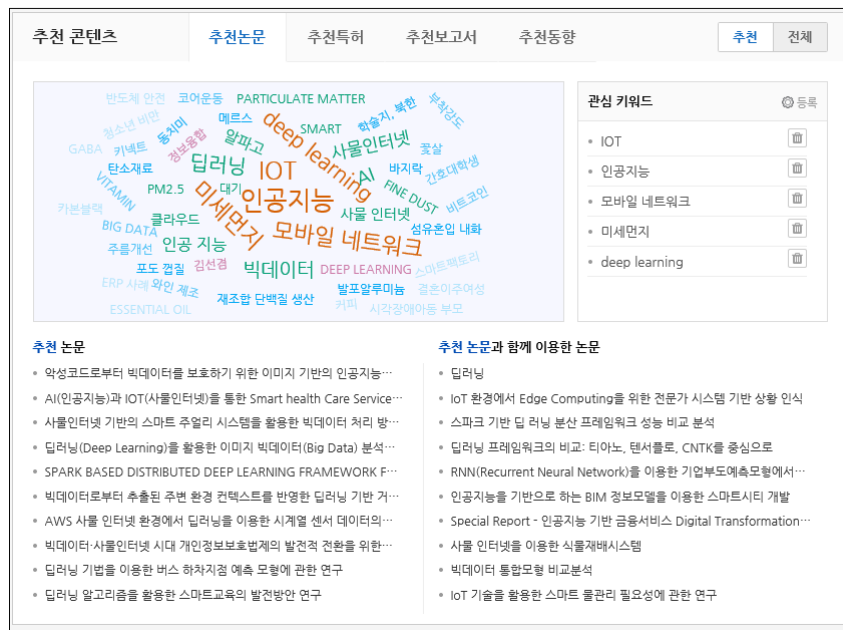 추천 콘텐츠
추천논문
추천특허
추천보고서
추천동향
추천
전체
반도체 안전
코어운동
PARTICULATE MATTER
부착강도
청소년 비만
동치미
메르스
deep learning
SMART
학술지, 북한
GABA
키넥트
정보융합
알파고
사물인터넷
꽃살
탄소재료
딥러닝
IOT
AI
바지락
간호대학생
VITAMIN
PM2.5
대기
인공지능
FINE DUST
비트코인
카본블랙
클라우드
미세먼지
사물 인터넷
BIG DATA
섬유혼입 내화
주름개선
인공 지능
모바일 네트워크
포도 껍질
김선겸
빅데이터
DEEP LEARNING
스마트팩토리
ERP 사례
와인 제조
발포알루미늄
결혼이주여성
재조합 단백질 생산
커피
ESSENTIAL OIL
시각장애아동 부모
관심 키워드
등록
IOT
인공지능
모바일 네트워크
미세먼지
deep learning
추천 논문
악성코드로부터 빅데이터를 보호하기 위한 이미지 기반의 인공지능…
AI(인공지능)과 IOT(사물인터넷)을 통한 Smart health Care Service…
사물인터넷 기반의 스마트 주얼리 시스템을 활용한 빅데이터 처리 방…
딥러닝(Deep Learning)을 활용한 이미지 빅데이터(Big Data) 분석…
SPARK BASED DISTRIBUTED DEEP LEARNING FRAMEWORK F…
빅데이터로부터 추출된 주변 환경 컨텍스트를 반영한 딥러닝 기반 거…
AWS 사물 인터넷 환경에서 딥러닝을 이용한 시계열 센서 데이터의…
빅데이터·사물인터넷 시대 개인정보보호법제의 발전적 전환을 위한…
딥러닝 기법을 이용한 버스 하차지점 예측 모형에 관한 연구
딥러닝 알고리즘을 활용한 스마트교육의 발전방안 연구
추천 논문과 함께 이용한 논문
딥러닝
IoT 환경에서 Edge Computing을 위한 전문가 시스템 기반 상황 인식
스파크 기반 딥 러닝 분산 프레임워크 성능 비교 분석
딥러닝 프레임워크의 비교: 티아노, 텐서플로, CNTK를 중심으로
RNN(Recurrent Neural Network)을 이용한 기업부도예측모형에서…
인공지능을 기반으로 하는 BIM 정보모델을 이용한 스마트시티 개발
Special Report - 인공지능 기반 금융서비스 Digital Transformation…
사물 인터넷을 이용한 식물재배시스템
빅데이터 통합모형 비교분석
IoT 기술을 활용한 스마트 물관리 필요성에 관한 연구